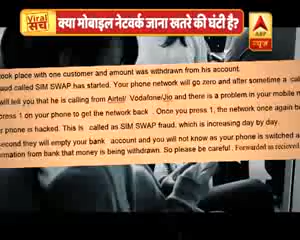 वायरल
सच
क्या मोबाइल नेटवर्क जाना खतरे की घंटी है?
abp
न्यूज़
took place with one customer and amount was withdrawn from his account.
raud called SIM SWAP has started. Your phone network will go zero and after sometime a
will tell you that he is calling from Airtel/ Vodafone/Jio and there is a problem in your mobile
press 1 on your phone to get the network back . Once you press 1, the network once again
r phone is hacked. This is called as SIM SWAP fraud, which is increasing day by day.
second they will empty your bank account and you will not know as your phone is switched
rmation from bank that money is being withdrawn. So please be careful . Forwarded as recieved